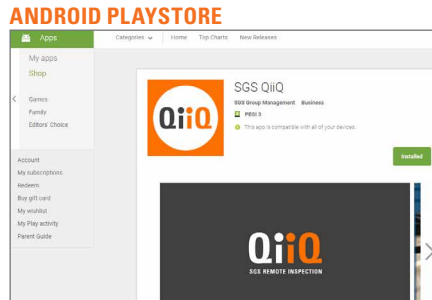 ANDROID PLAYSTORE
Apps
Categories
Home
Top Charts
New Releases
My apps
Shop
Games
Family
Editors' Choice
Account
My subscriptions
Redeem
Buy gift card
My wishlist
My Play activity
Parent Guide
QiiQ
SGS QiiQ
SGS Group Management Business
PEGI 3
This app is compatible with all of your devices.
Installed
QiiQ
SGS REMOTE INSPECTION